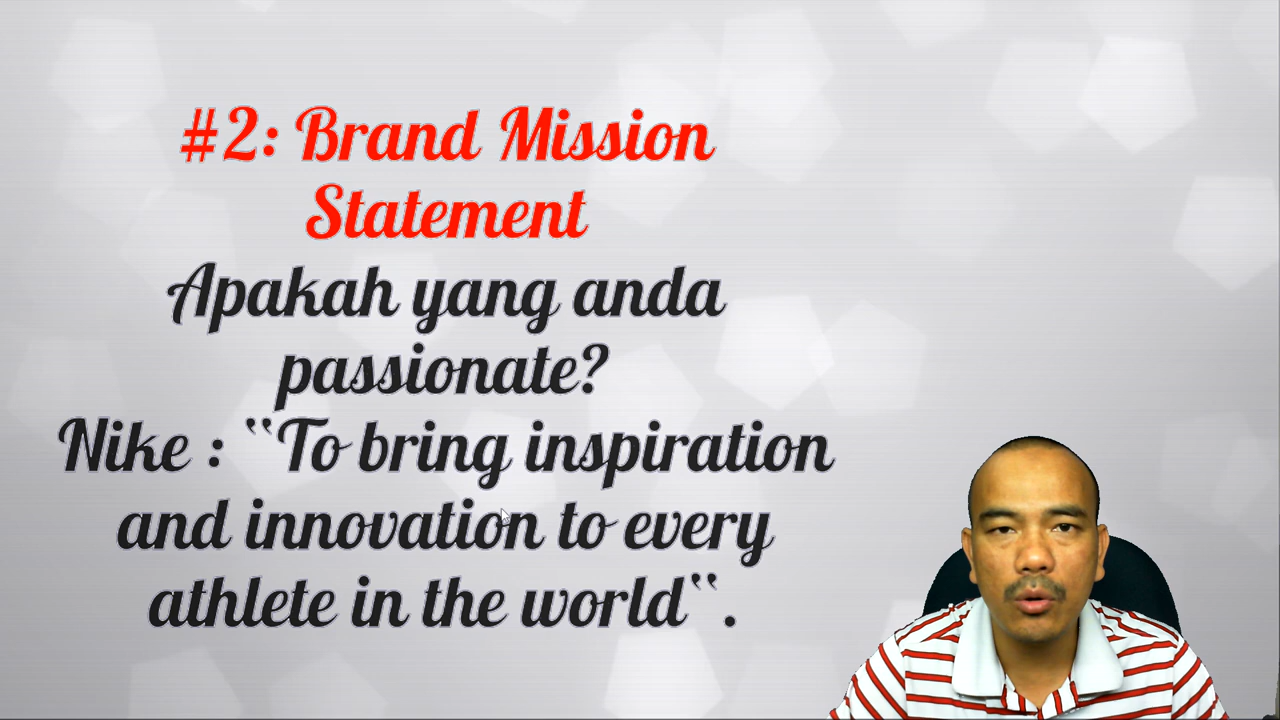 #2: Brand Mission
Statement
Apakah yang anda
passionate?
Nike : ‟To bring inspiration
and innovation to every
athlete in the world‟.